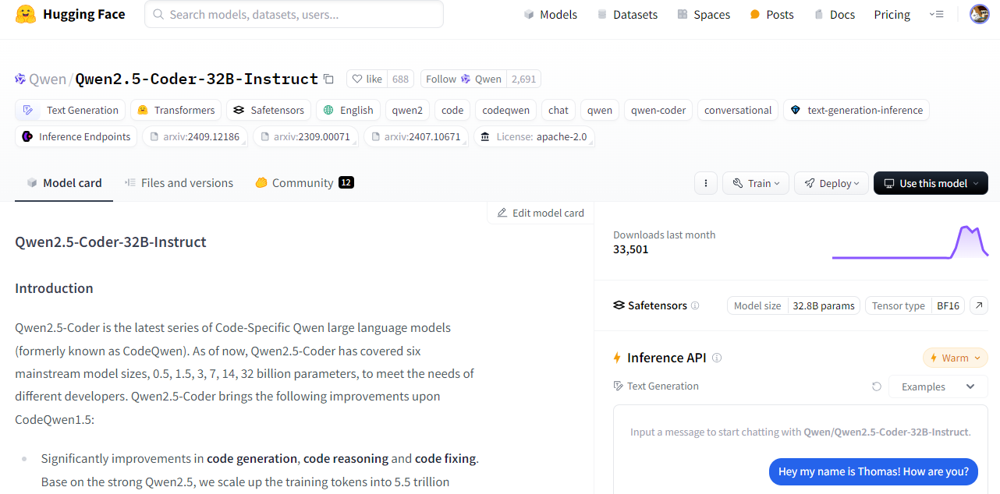 Hugging Face
Search models, datasets, users...
Models
Datasets
Spaces
Posts
Docs
Pricing
Qwen/Qwen2.5-Coder-32B-Instruct
like 688
Follow Qwen 2,691
Text Generation
Transformers
Safetensors
English
qwen2
code
codeqwen
chat
qwen
qwen-coder
conversational
text-generation-inference
Inference Endpoints
arxiv:2409.12186
arxiv:2309.00071
arxiv:2407.10671
License: apache-2.0
Model card
Files and versions
Community 12
Train
Deploy
Use this model
Edit model card
Qwen2.5-Coder-32B-Instruct
Introduction
Qwen2.5-Coder is the latest series of Code-Specific Qwen large language models
(formerly known as CodeQwen). As of now, Qwen2.5-Coder has covered six
mainstream model sizes, 0.5, 1.5, 3, 7, 14, 32 billion parameters, to meet the needs of
different developers. Qwen2.5-Coder brings the following improvements upon
CodeQwen1.5:
Significantly improvements in code generation, code reasoning and code fixing.
Base on the strong Qwen2.5, we scale up the training tokens into 5.5 trillion
Downloads last month
33,501
Safetensors
Model size 32.8B params
Tensor type BF16
Inference API
Warm
Text Generation
Examples
Input a message to start chatting with Qwen/Qwen2.5-Coder-32B-Instruct.
Hey my name is Thomas! How are you?